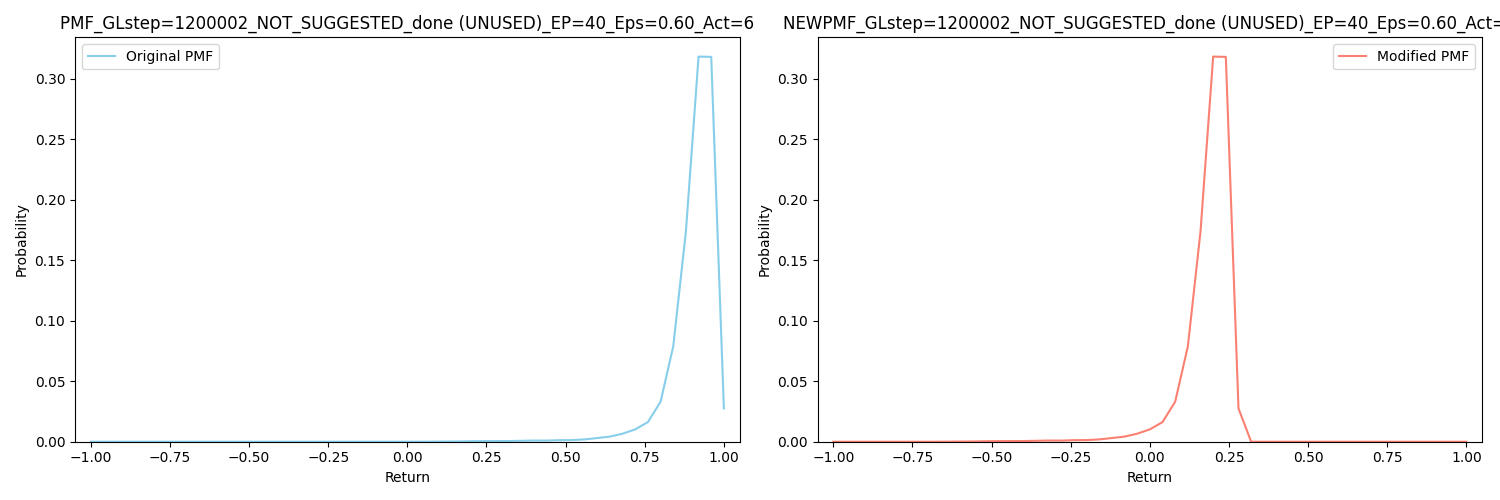 PMF_GLstep=1200002_NOT_SUGGESTED_done (UNUSED)_EP=40_Eps=0.60_Act=6
Original PMF
Probability
0.30
0.25
0.20
0.15
0.10
0.05
0.00
−1.00 −0.75 −0.50 −0.25 0.00 0.25 0.50 0.75 1.00
Return
NEWPMF_GLstep=1200002_NOT_SUGGESTED_done (UNUSED)_EP=40_Eps=0.60_Act=
Modified PMF
Probability
0.30
0.25
0.20
0.15
0.10
0.05
0.00
−1.00 −0.75 −0.50 −0.25 0.00 0.25 0.50 0.75 1.00
Return